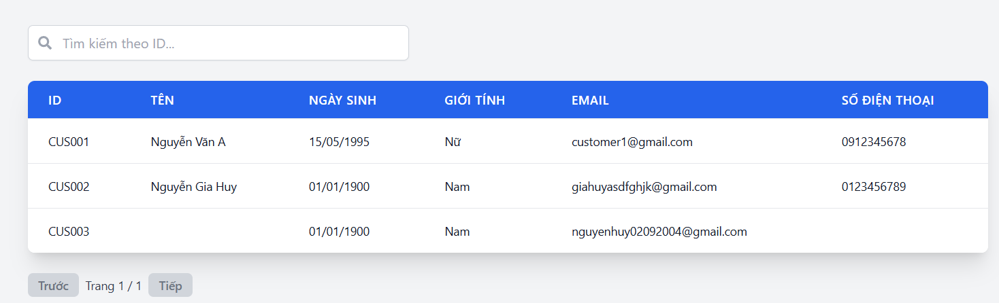 Tìm kiếm theo ID...
ID TÊN NGÀY SINH GIỚI TÍNH EMAIL SỐ ĐIỆN THOẠI
CUS001 Nguyễn Văn A 15/05/1995 Nữ customer1@gmail.com 0912345678
CUS002 Nguyễn Gia Huy 01/01/1900 Nam giahuyasdfghjk@gmail.com 0123456789
CUS003 01/01/1900 Nam nguyenhuy02092004@gmail.com
Trước Trang 1 / 1 Tiếp